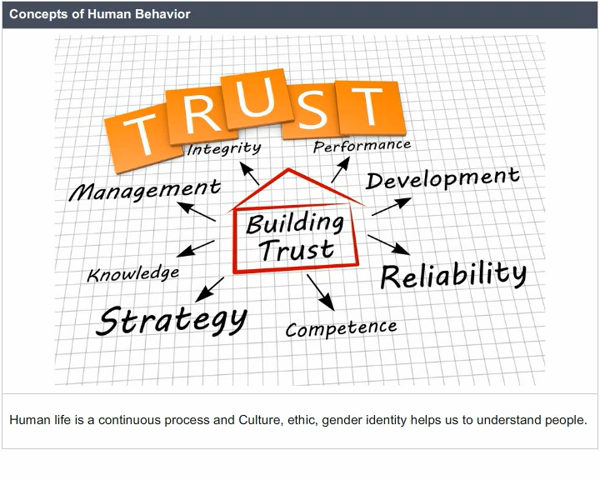 Concepts of Human Behavior
TRUST
Integrity
Performance
Management
Development
Building
Trust
Knowledge
Reliability
Strategy
Competence
Human life is a continuous process and Culture, ethic, gender identity helps us to understand people.